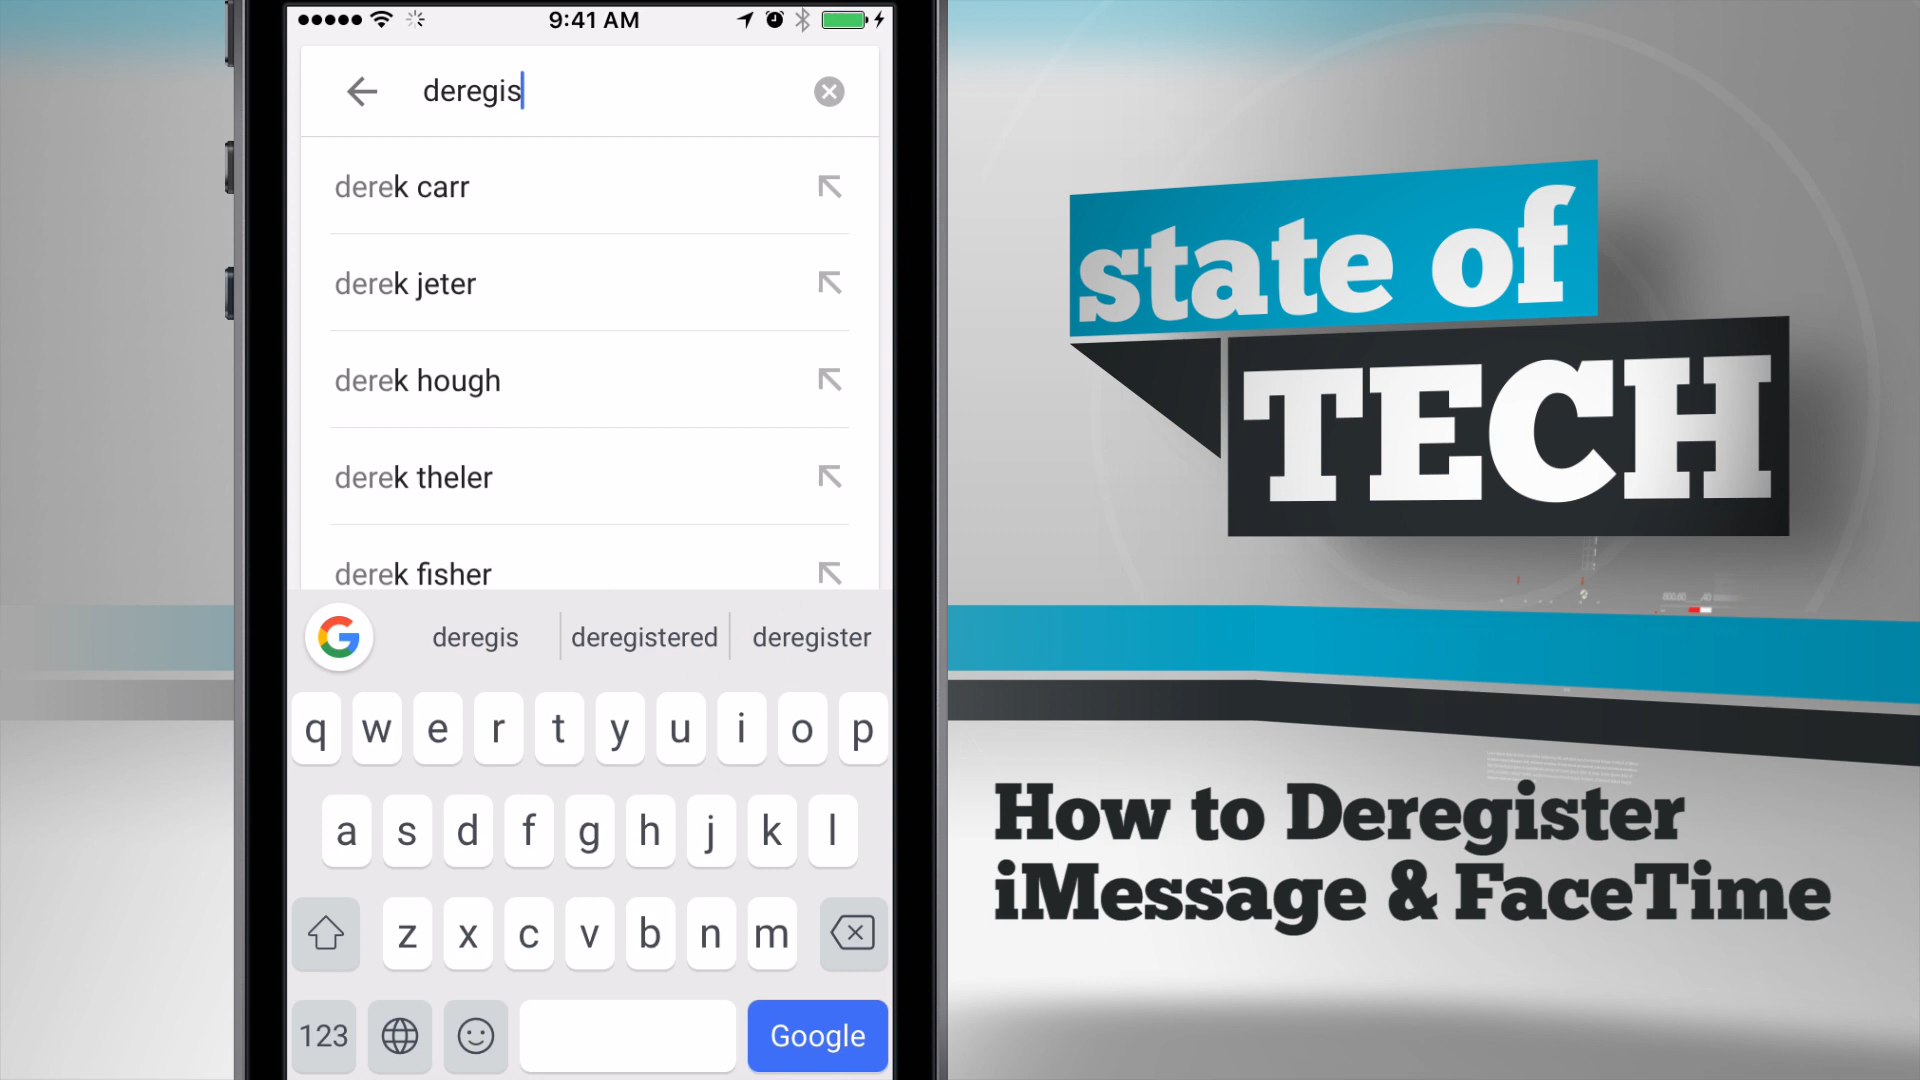 9:41 AM
deregis
derek carr
derek jeter
derek hough
derek theler
derek fisher
deregis deregistered deregister
q w e r t y u i o p
a s d f g h j k l
z x c v b n m
123 Google
state of
TECH
How to Deregister
iMessage & FaceTime